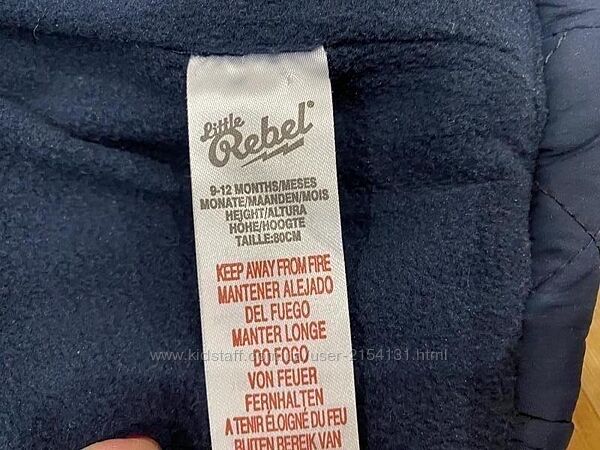 Little
Rebel®
9-12 MONTHS/MESES
MONATE/MAANDEN/MOIS
HEIGHT/ALTURA
HÖHE/HOOGTE
TAILLE:80CM
KEEP AWAY FROM FIRE
MANTENER ALEJADO
DEL FUEGO
MANTER LONGE
DO FOGO
VON FEUER
FERNHALTEN
A TENIR ÉLOIGNÉ DU FEU
BUITEN BEREIK VAN